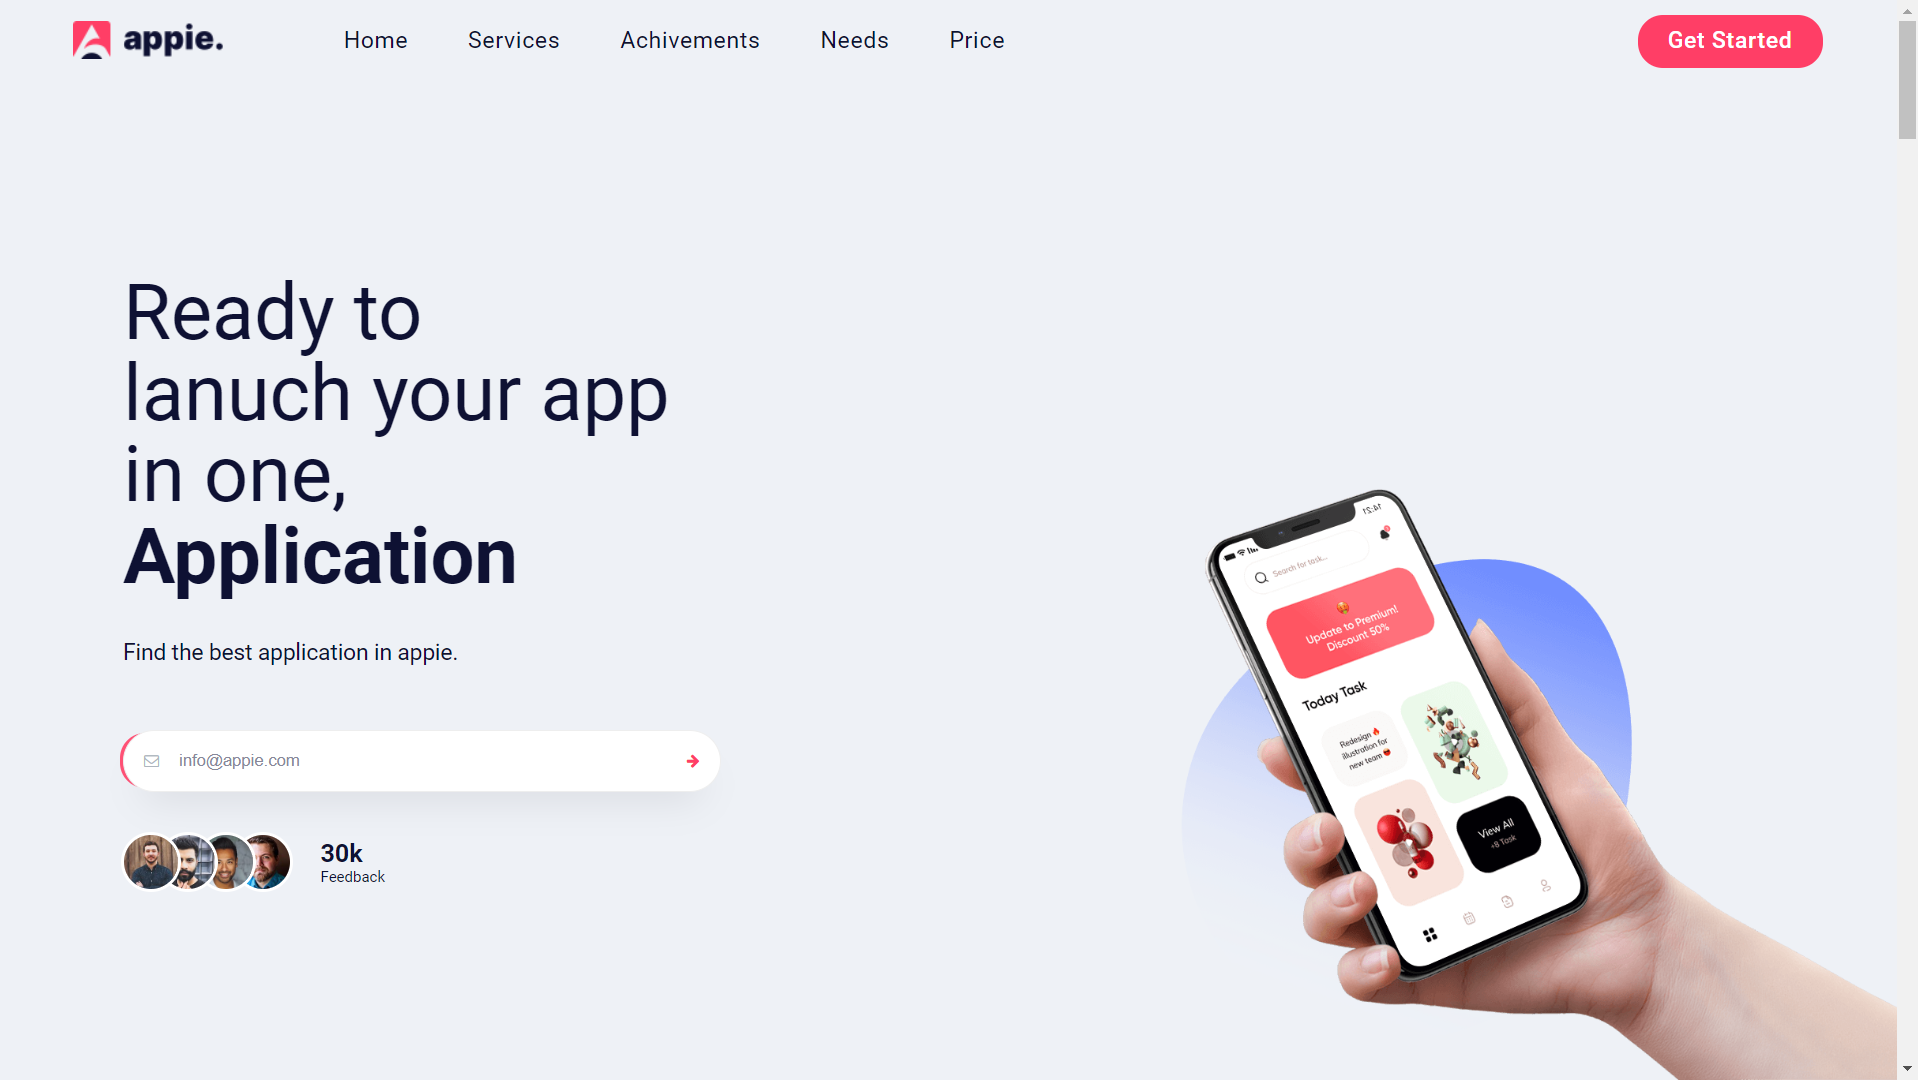 appie.
Home
Services
Achivements
Needs
Price
Get Started
Ready to
lanuch your app
in one,
Application
Find the best application in appie.
info@appie.com
30k
Feedback
14:21
Search for task...
Update to Premium!
Discount 50%
Today Task
Redesign
illustration for
new team
View All
+8 Task